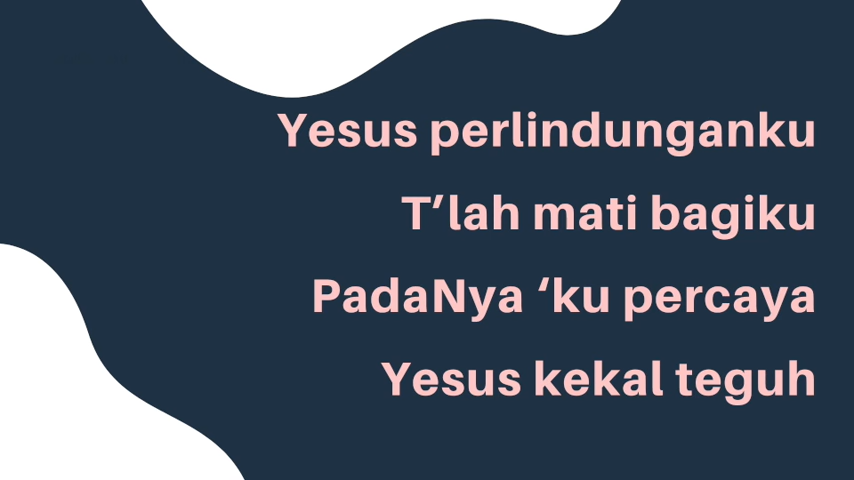 Yesus perlindunganku
T’lah mati bagiku
PadaNya ‘ku percaya
Yesus kekal teguh